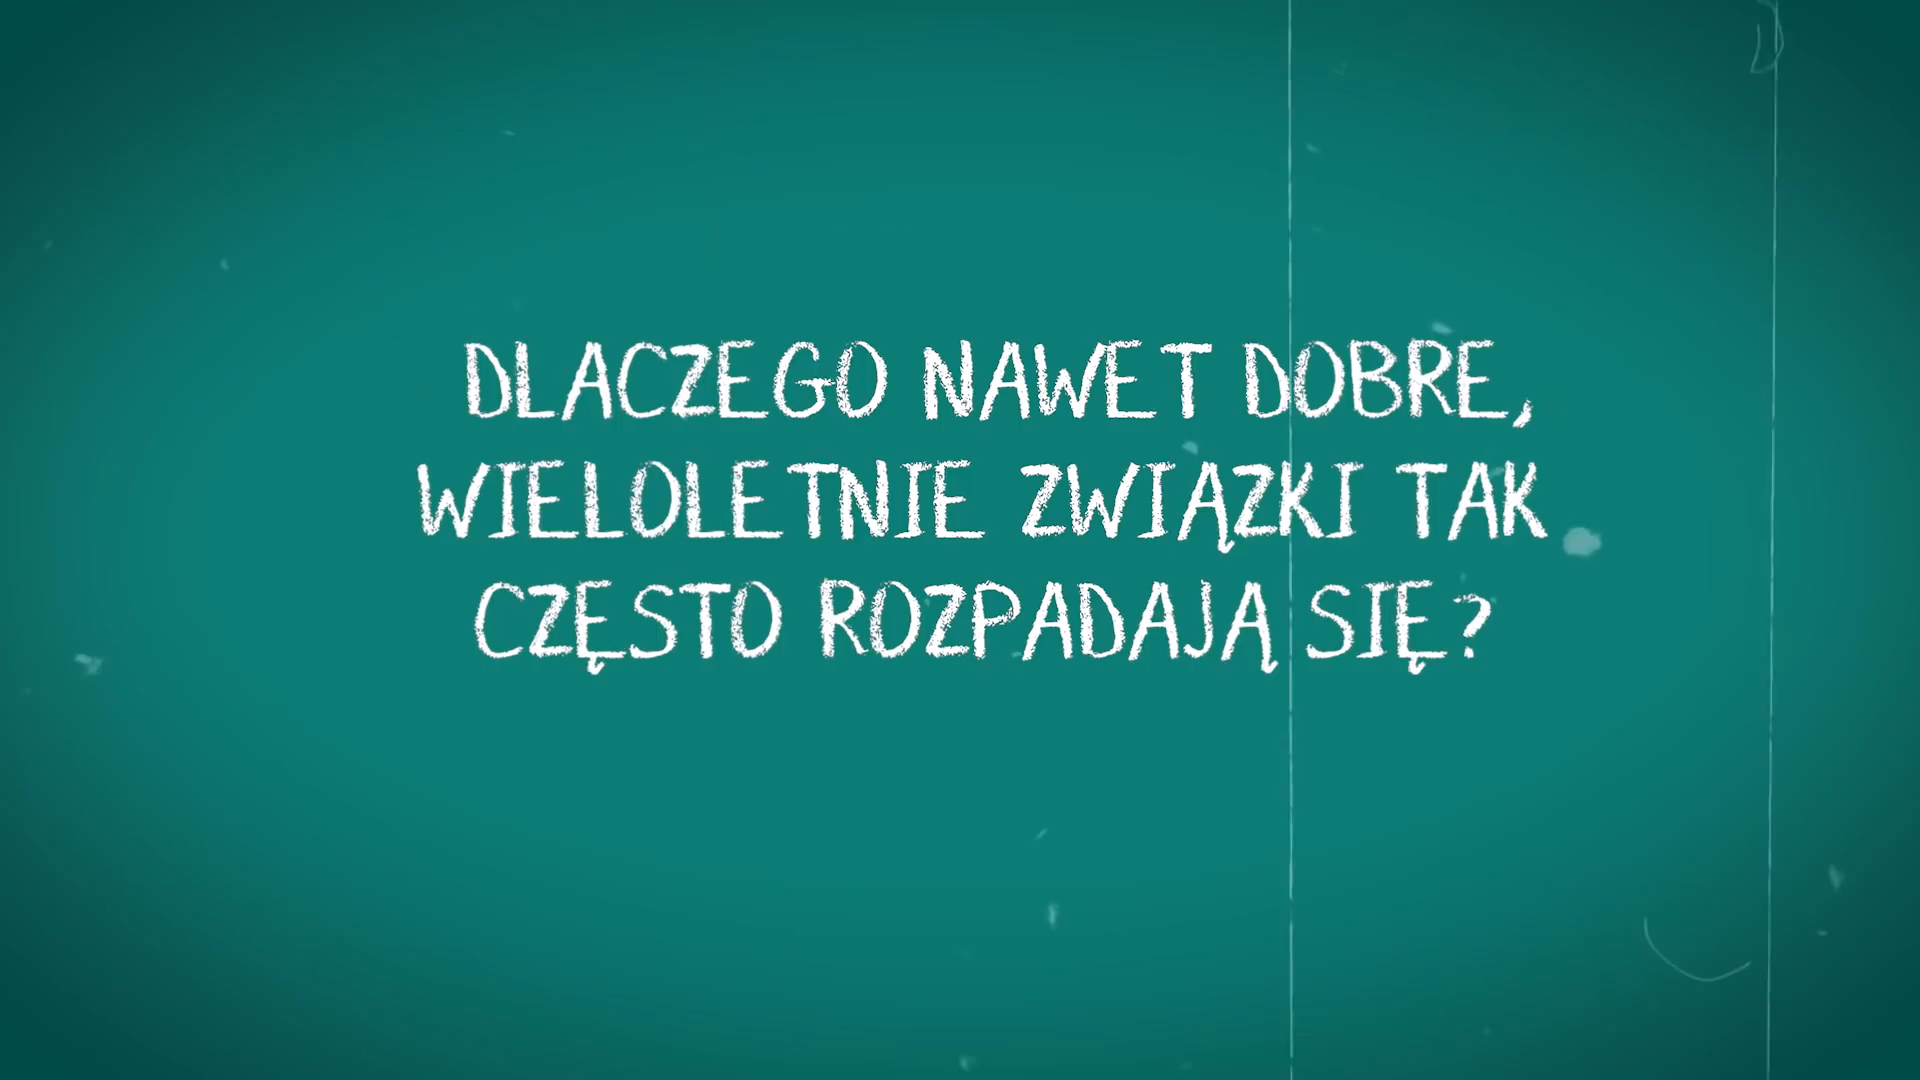 DLACZEGO NAWET DOBRE,
WIELOLETNIE ZWIĄZKI TAK
CZĘSTO ROZPADAJĄ SIĘ?